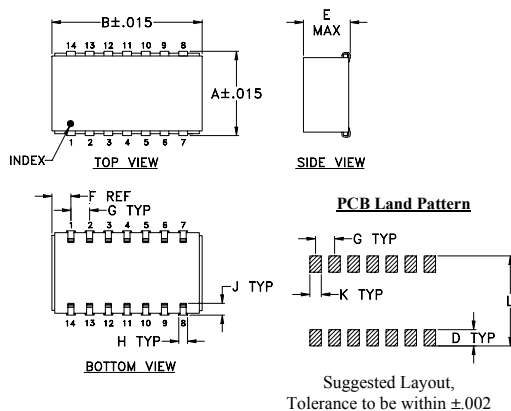 B±.015
14 13 12 11 10 9 8
A±.015
INDEX
1 2 3 4 5 6 7
TOP VIEW
E
MAX
SIDE VIEW
F REF
G TYP
1 2 3 4 5 6 7
J TYP
14 13 12 11 10 9 8
H TYP
BOTTOM VIEW
PCB Land Pattern
G TYP
K TYP
L
D TYP
Suggested Layout,
Tolerance to be within ±.002